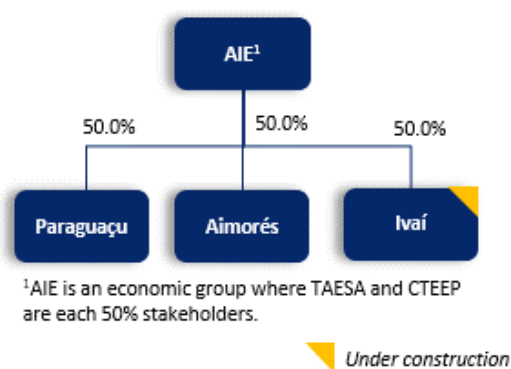 AIE¹
50.0% 50.0% 50.0%
Paraguaçu Aimorés Ivaí
¹AIE is an economic group where TAESA and CTEEP
are each 50% stakeholders.
Under construction